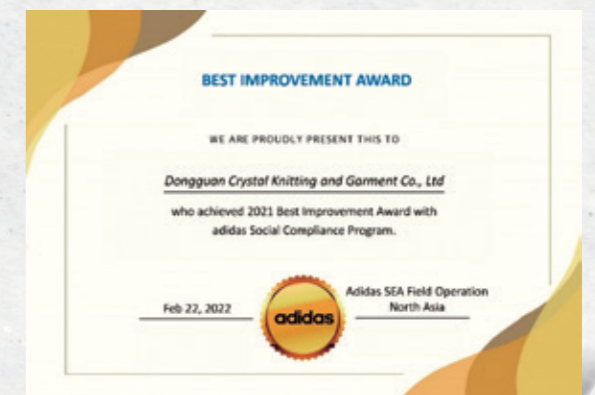 BEST IMPROVEMENT AWARD
WE ARE PROUDLY PRESENT THIS TO
Dongguan Crystal Knitting and Garment Co., Ltd
who achieved 2021 Best Improvement Award with
adidas Social Compliance Program.
Feb 22, 2022
adidas
Adidas SEA Field Operation
North Asia